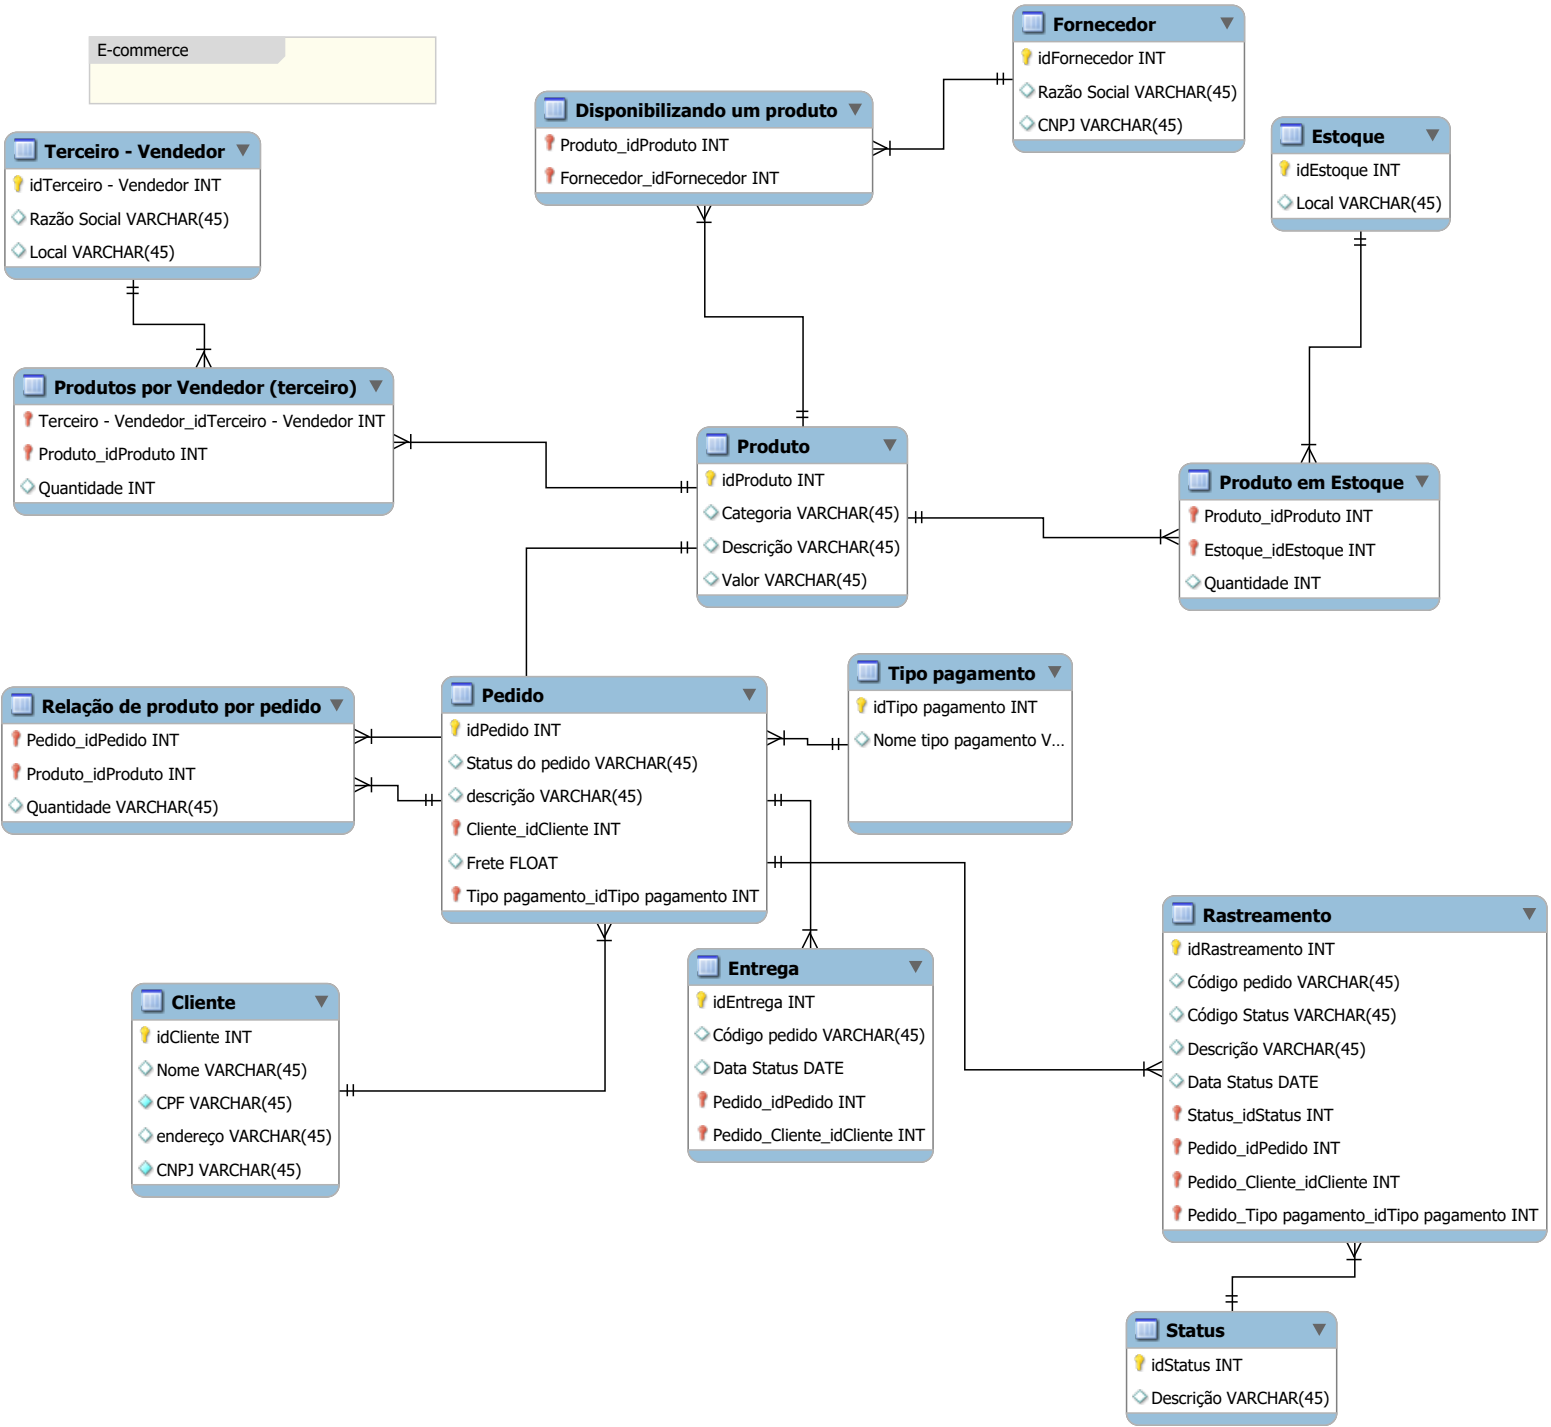 E-commerce
Fornecedor
idFornecedor INT
Razão Social VARCHAR(45)
CNPJ VARCHAR(45)
Disponibilizando um produto
Produto_idProduto INT
Fornecedor_idFornecedor INT
Estoque
idEstoque INT
Local VARCHAR(45)
Terceiro - Vendedor
idTerceiro - Vendedor INT
Razão Social VARCHAR(45)
Local VARCHAR(45)
Produtos por Vendedor (terceiro)
Terceiro - Vendedor_idTerceiro - Vendedor INT
Produto_idProduto INT
Quantidade INT
Produto
idProduto INT
Categoria VARCHAR(45)
Descrição VARCHAR(45)
Valor VARCHAR(45)
Produto em Estoque
Produto_idProduto INT
Estoque_idEstoque INT
Quantidade INT
Relação de produto por pedido
Pedido_idPedido INT
Produto_idProduto INT
Quantidade VARCHAR(45)
Pedido
idPedido INT
Status do pedido VARCHAR(45)
descrição VARCHAR(45)
Cliente_idCliente INT
Frete FLOAT
Tipo pagamento_idTipo pagamento INT
Tipo pagamento
idTipo pagamento INT
Nome tipo pagamento V...
Cliente
idCliente INT
Nome VARCHAR(45)
CPF VARCHAR(45)
endereço VARCHAR(45)
CNPJ VARCHAR(45)
Entrega
idEntrega INT
Código pedido VARCHAR(45)
Data Status DATE
Pedido_idPedido INT
Pedido_Cliente_idCliente INT
Rastreamento
idRastreamento INT
Código pedido VARCHAR(45)
Código Status VARCHAR(45)
Descrição VARCHAR(45)
Data Status DATE
Status_idStatus INT
Pedido_idPedido INT
Pedido_Cliente_idCliente INT
Pedido_Tipo pagamento_idTipo pagamento INT
Status
idStatus INT
Descrição VARCHAR(45)